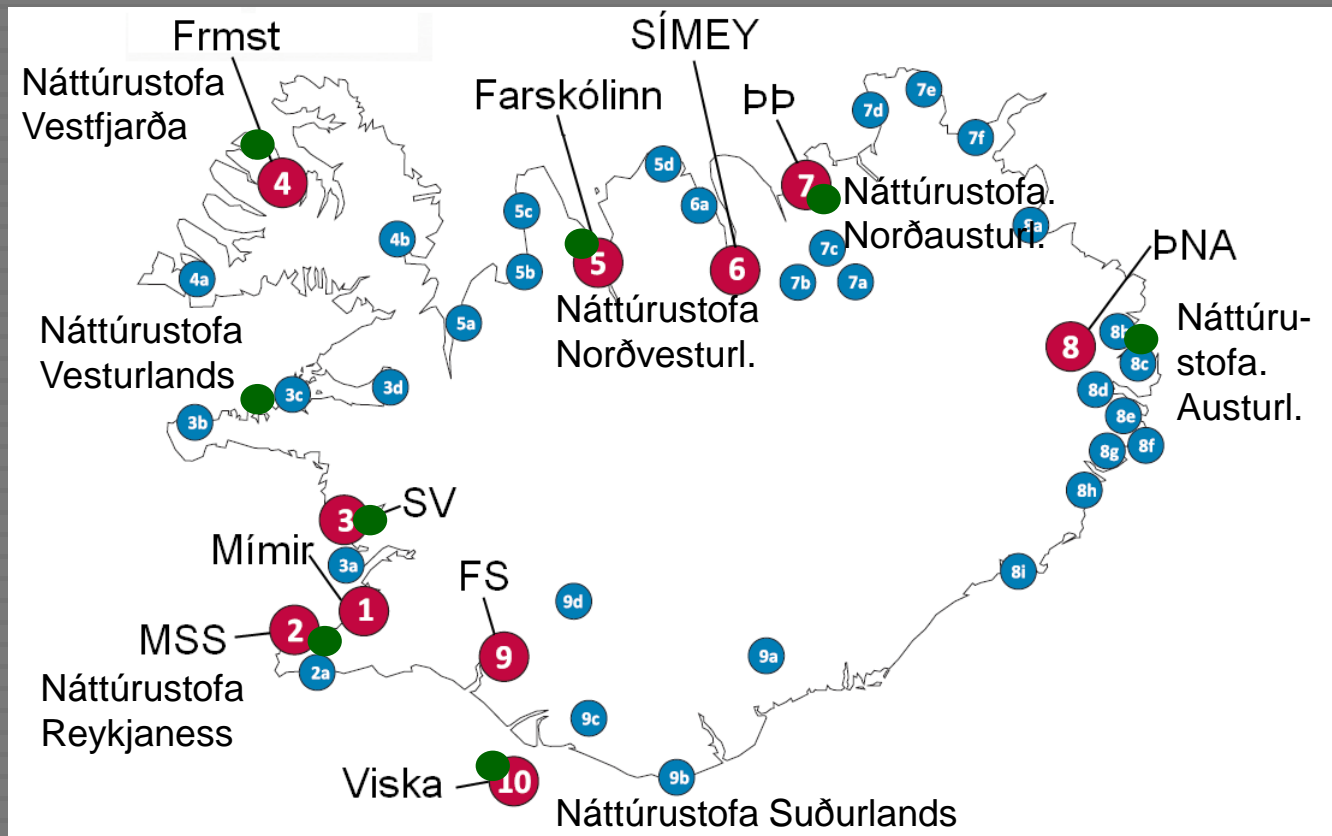 Frmst
SÍMEY
Náttúrustofa
Vestfjarða
Farskólinn
ÞÞ
7e
7d
7f
5d
4
7
Náttúrustofa.
Norðausturl.
6a
5c
8a
4b
7c
ÞNA
5
6
5b
4a
7b
7a
Náttúrustofa
Norðvesturl.
5a
Náttúrustofa
Vesturlands
8b
8
8c
Náttúru-
stofa.
Austurl.
3d
3c
8d
3b
8e
8g
8f
8h
3
SV
Mímir
3a
FS
8i
9d
1
2
MSS
9
9a
2a
Náttúrustofa
Reykjaness
9c
Viska
10
9b
Náttúrustofa Suðurlands